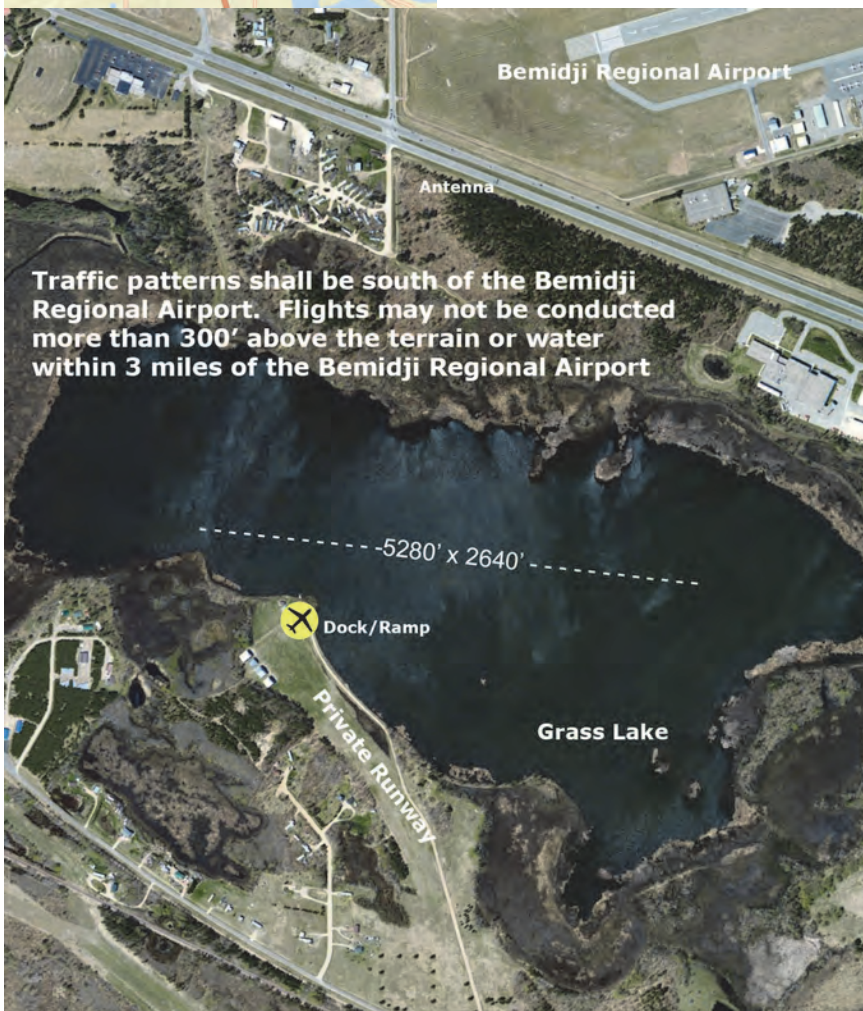 Bemidji Regional Airport
Antenna
Traffic patterns shall be south of the Bemidji
Regional Airport.  Flights may not be conducted
more than 300’ above the terrain or water
within 3 miles of the Bemidji Regional Airport
-5280’ x 2640’-
Dock/Ramp
Private Runway
Grass Lake